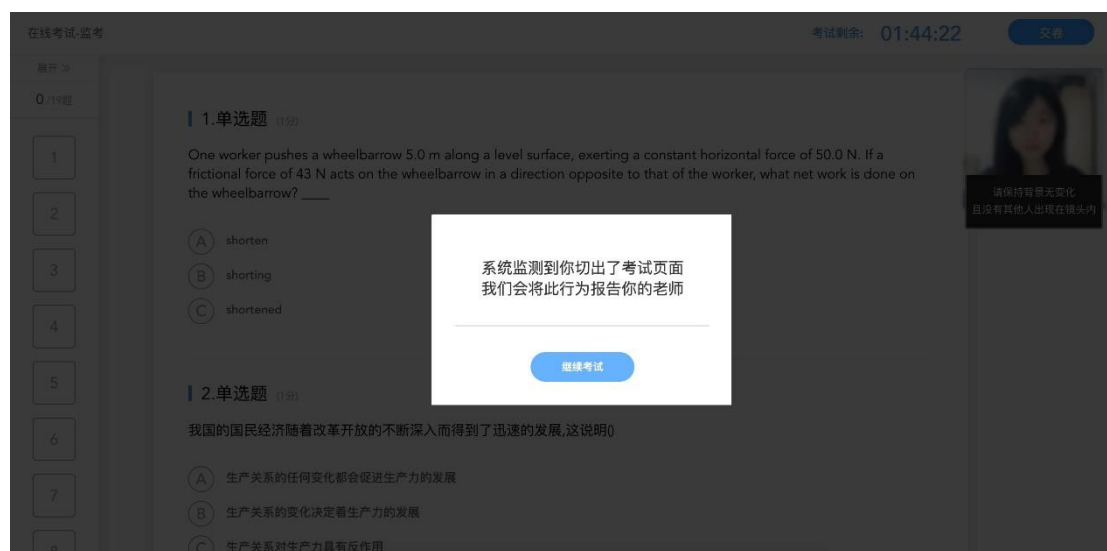 在线考试-监考
考试剩余: 01:44:22
交卷
展开
0/19题
1
2
3
4
5
6
7
1.单选题 (1分)
One worker pushes a wheelbarrow 5.0 m along a level surface, exerting a constant horizontal force of 50.0 N. If a
frictional force of 43 N acts on the wheelbarrow in a direction opposite to that of the worker, what net work is done on
the wheelbarrow? ____
A shorten
B shorting
C shortened
请保持背景无变化
且没有其他人出现在镜头内
系统监测到你切出了考试页面
我们会将此行为报告你的老师
继续考试
2.单选题 (1分)
我国的国民经济随着改革开放的不断深入而得到了迅速的发展,这说明()
A 生产关系的任何变化都会促进生产力的发展
B 生产关系的变化决定着生产力的发展
C 生产关系对生产力具有反作用